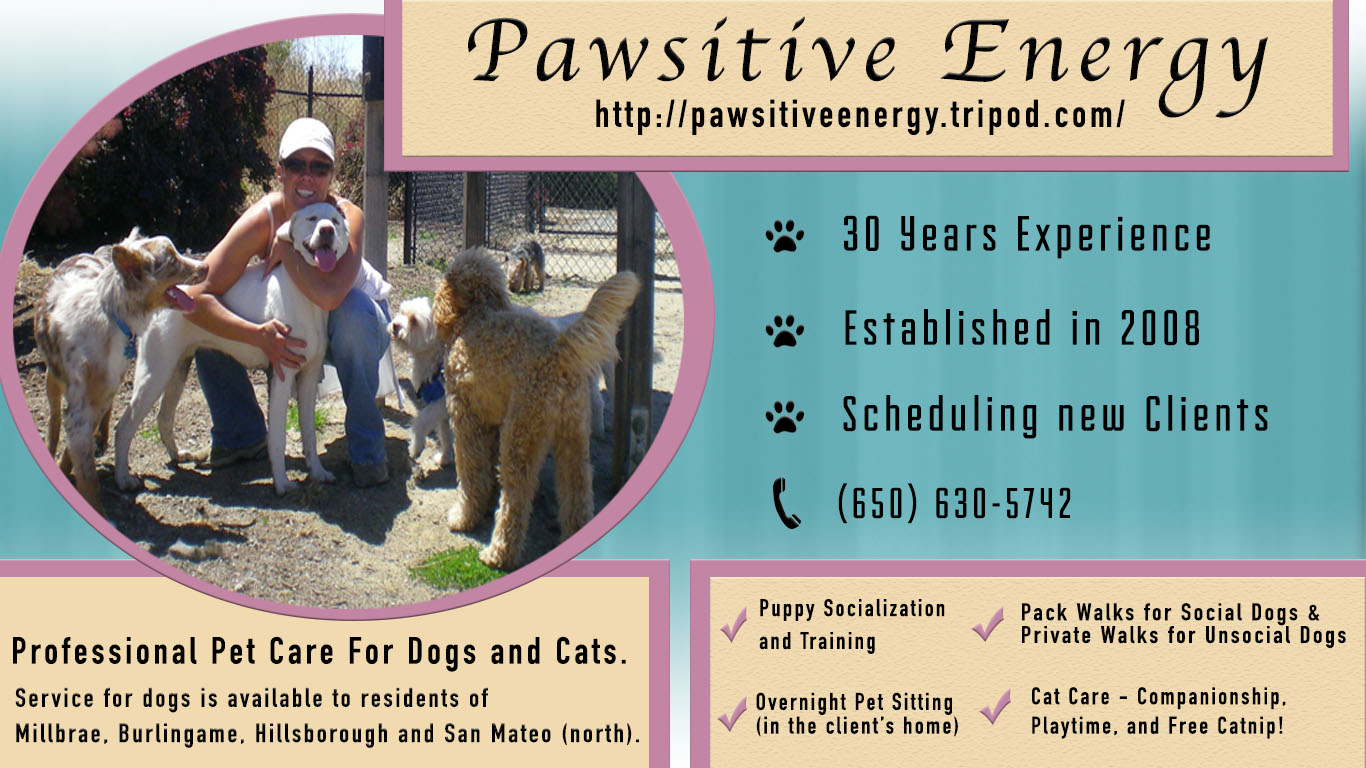 Pawsitive Energy
http://pawsitiveenergy.tripod.com/
30 Years Experience
Established in 2008
Scheduling new Clients
(650) 630-5742
Professional Pet Care For Dogs and Cats.
Service for dogs is available to residents of
Millbrae, Burlingame, Hillsborough and San Mateo (north).
Puppy Socialization
and Training
Pack Walks for Social Dogs &
Private Walks for Unsocial Dogs
Overnight Pet Sitting
(in the client's home)
Cat Care - Companionship,
Playtime, and Free Catnip!